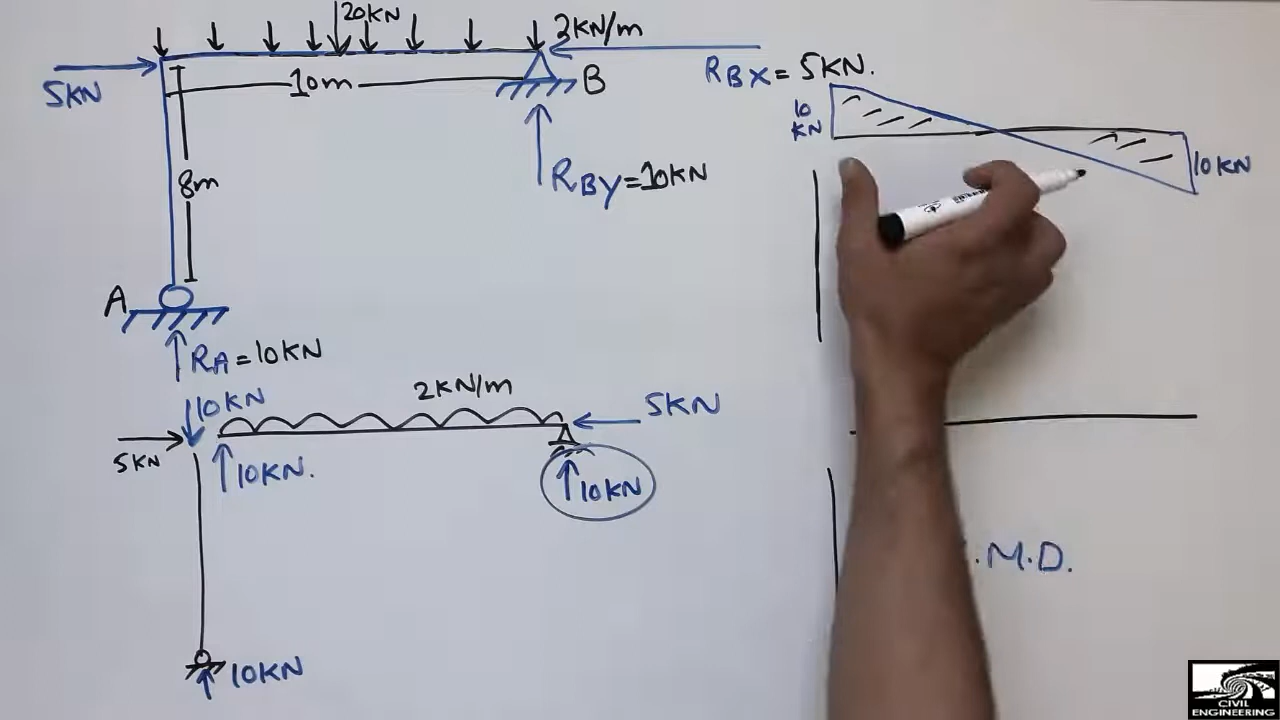 20KN
2KN/m
5KN
10m
B
RBX = 5KN.
10
KN
10KN
8m
RBY=10KN
A
RA=10KN
10KN
2KN/m
5KN
5KN
10KN.
10KN
.M.D.
10KN
CIVIL
ENGINEERING